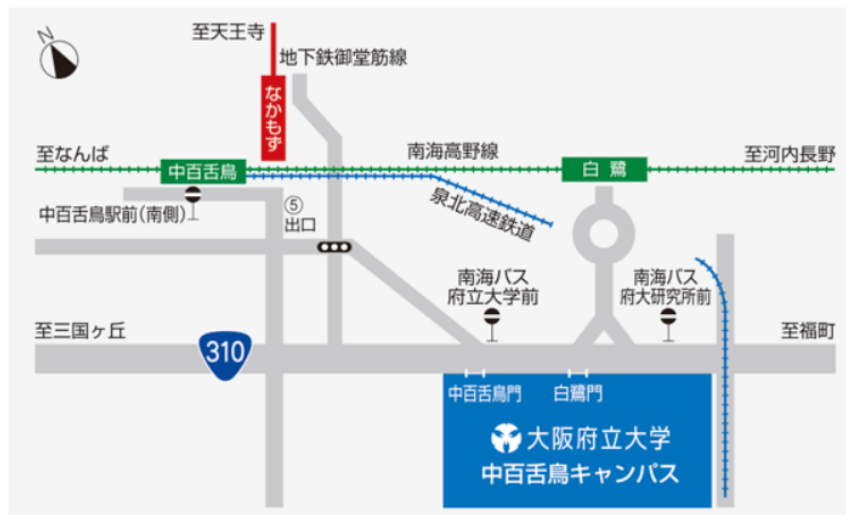 N
至天王寺
地下鉄御堂筋線
なかもず
至なんば
中百舌鳥
南海高野線
白鷺
至河内長野
泉北高速鉄道
中百舌鳥駅前(南側)
⑤
出口
南海バス
府立大学前
南海バス
府大研究所前
至三国ヶ丘
310
至福町
中百舌鳥門
白鷺門
大阪府立大学
中百舌鳥キャンパス